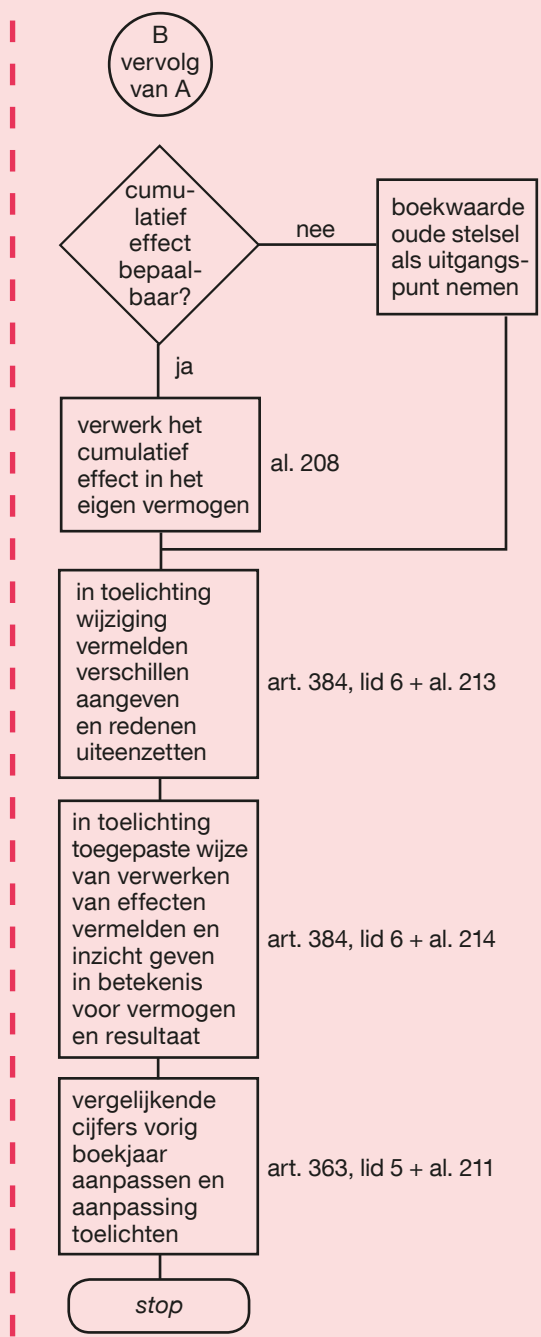 B
vervolg
van A
cumu-
latief
effect
bepaal-
baar?
nee
boekwaarde
oude stelsel
als uitgangs-
punt nemen
ja
verwerk het
cumulatief
effect in het
eigen vermogen
al. 208
in toelichting
wijziging
vermelden
verschillen
aangeven
en redenen
uiteenzetten
art. 384, lid 6 + al. 213
in toelichting
toegepaste wijze
van verwerken
van effecten
vermelden en
inzicht geven
in betekenis
voor vermogen
en resultaat
art. 384, lid 6 + al. 214
vergelijkende
cijfers vorig
boekjaar
aanpassen en
aanpassing
toelichten
art. 363, lid 5 + al. 211
stop